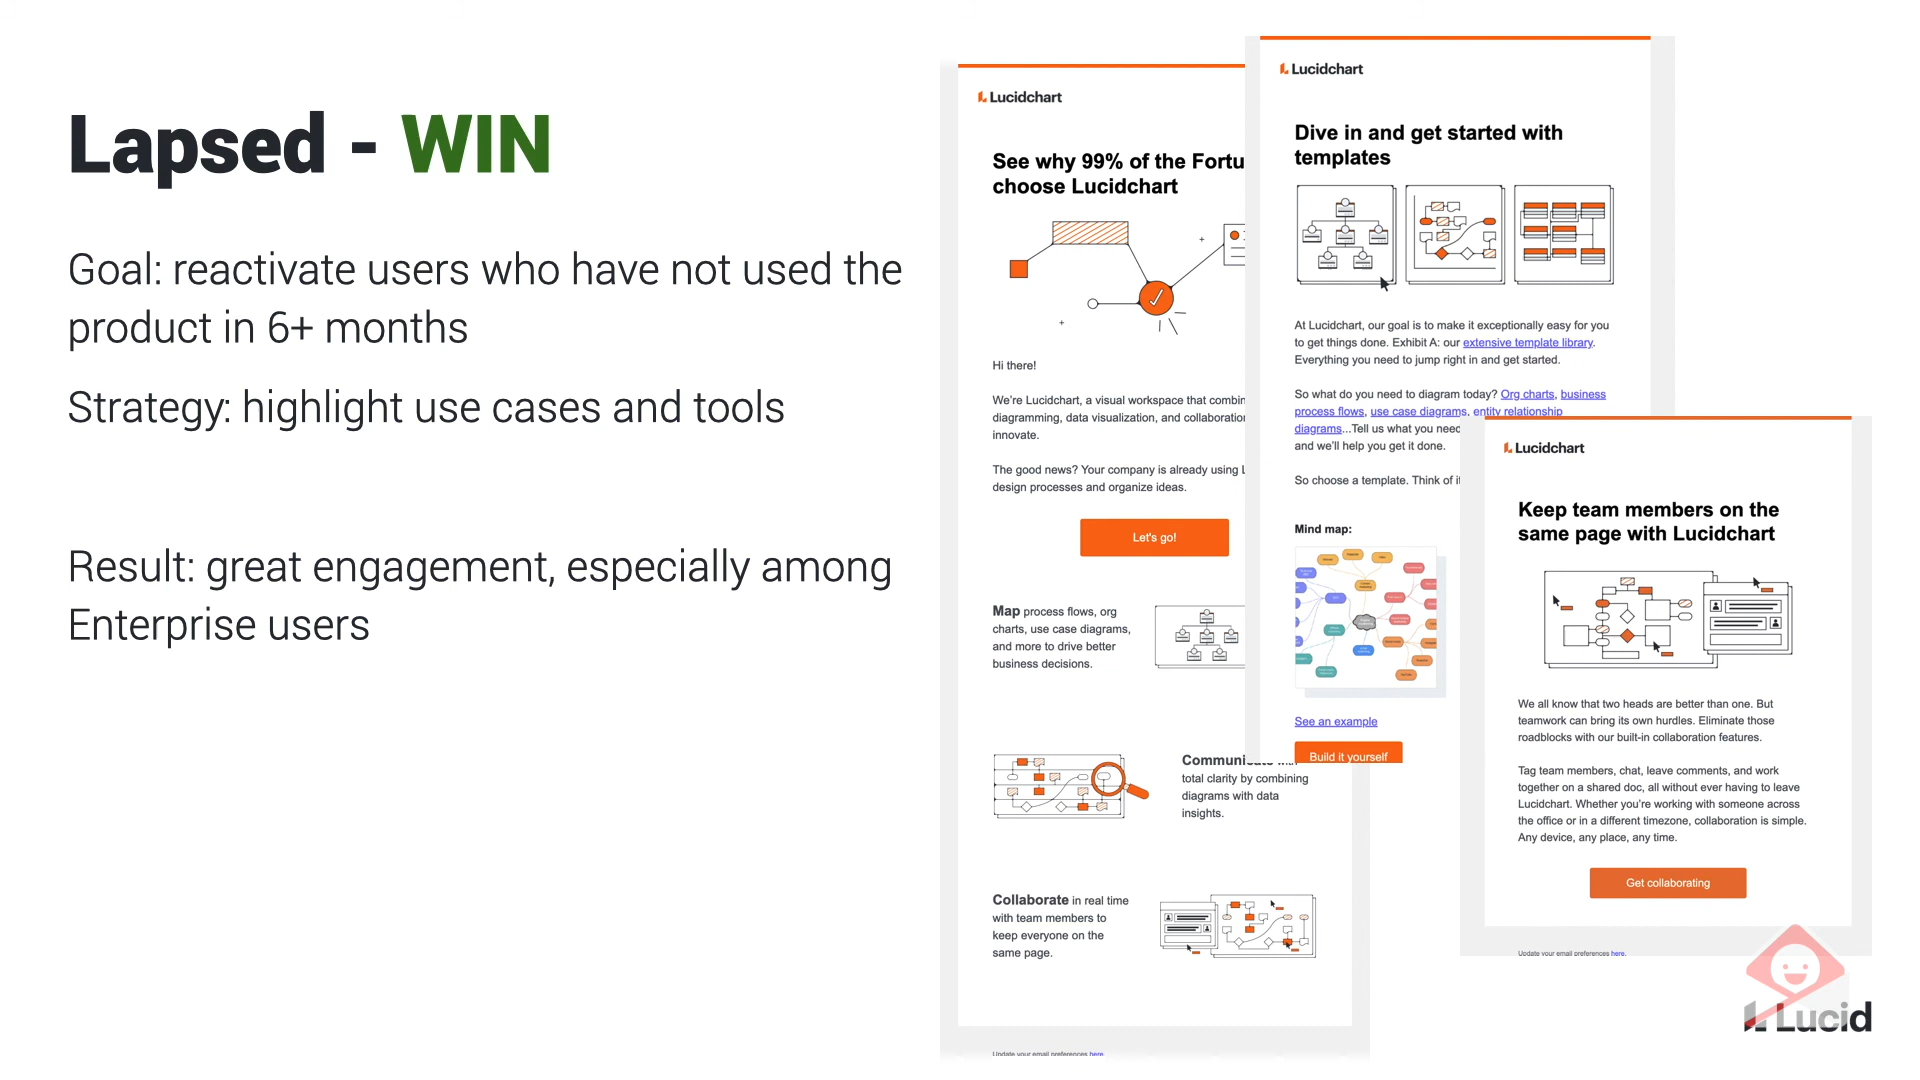 Lapsed - WIN
Goal: reactivate users who have not used the
product in 6+ months
Strategy: highlight use cases and tools
Result: great engagement, especially among
Enterprise users
Lucidchart
See why 99% of the
choose Lucidchart
Hi there!
We're Lucidchart, a visual workspace that
diagramming, data visualization, and
innovate.
The good news? Your company is already using
design processes and organize ideas.
Let's go!
Map process flows, org
charts, use case diagrams,
and more to drive better
business decisions.
Communicate with
total clarity by combining
diagrams with data
insights.
Collaborate in real time
with team members to
keep everyone on the
same page.
Update your email preferences here
Lucidchart
Dive in and get started with
templates
At Lucidchart, our goal is to make it exceptionally easy for you
to get things done. Exhibit A: our extensive template library.
Everything you need to jump right in and get started.
So what do you need to diagram today? Org charts, business
process flows, use case diagrams, entity relationship
diagrams...Tell us what you need
and we'll help you get it done.
So choose a template. Think of
Mind map:
See an example
Build it yourself
Lucidchart
Keep team members on the
same page with Lucidchart
We all know that two heads are better than one. But
teamwork can bring its own hurdles. Eliminate those
roadblocks with our built-in collaboration features.
Tag team members, chat, leave comments, and work
together on a shared doc, all without ever having to leave
Lucidchart. Whether you're working with someone across
the office or in a different timezone, collaboration is simple.
Any device, any place, any time.
Get collaborating
Update your email preferences here.
Lucid